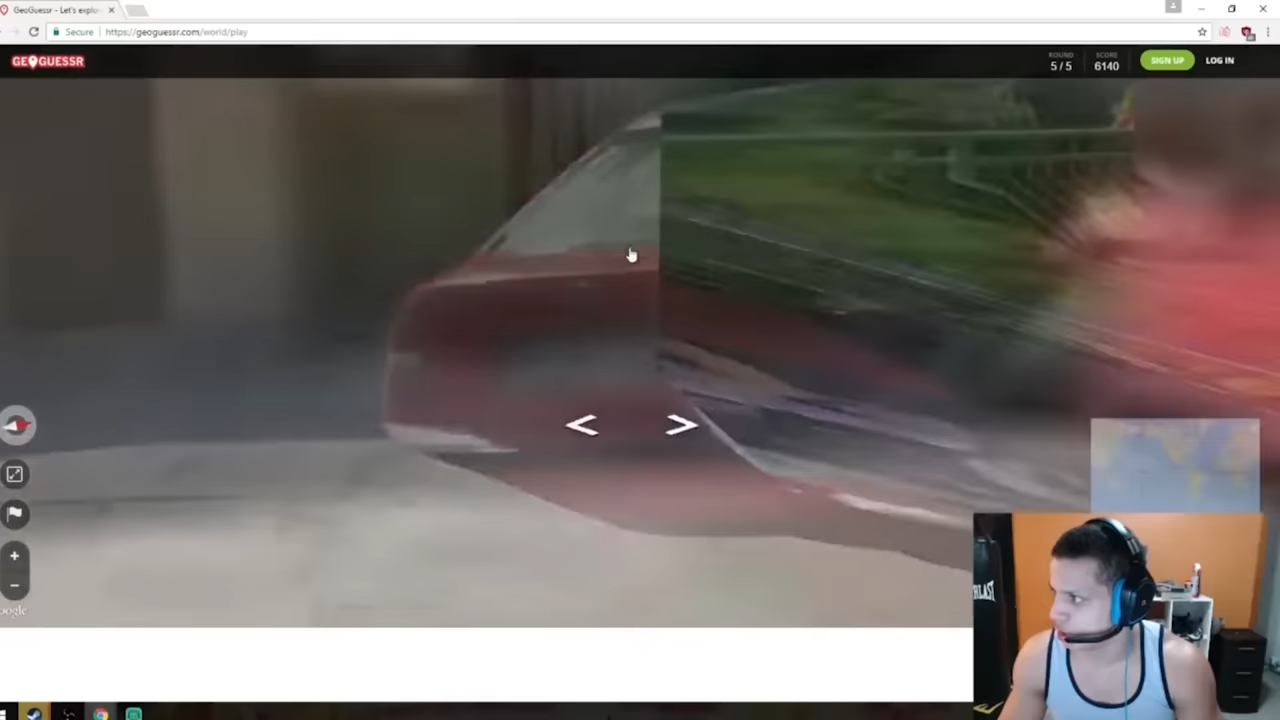 GeoGuessr - Let's explo
Secure
https://geoguessr.com/world/play
GEOGUESSR
ROUND
5 / 5
SCORE
6140
SIGN UP
LOG IN
oogle